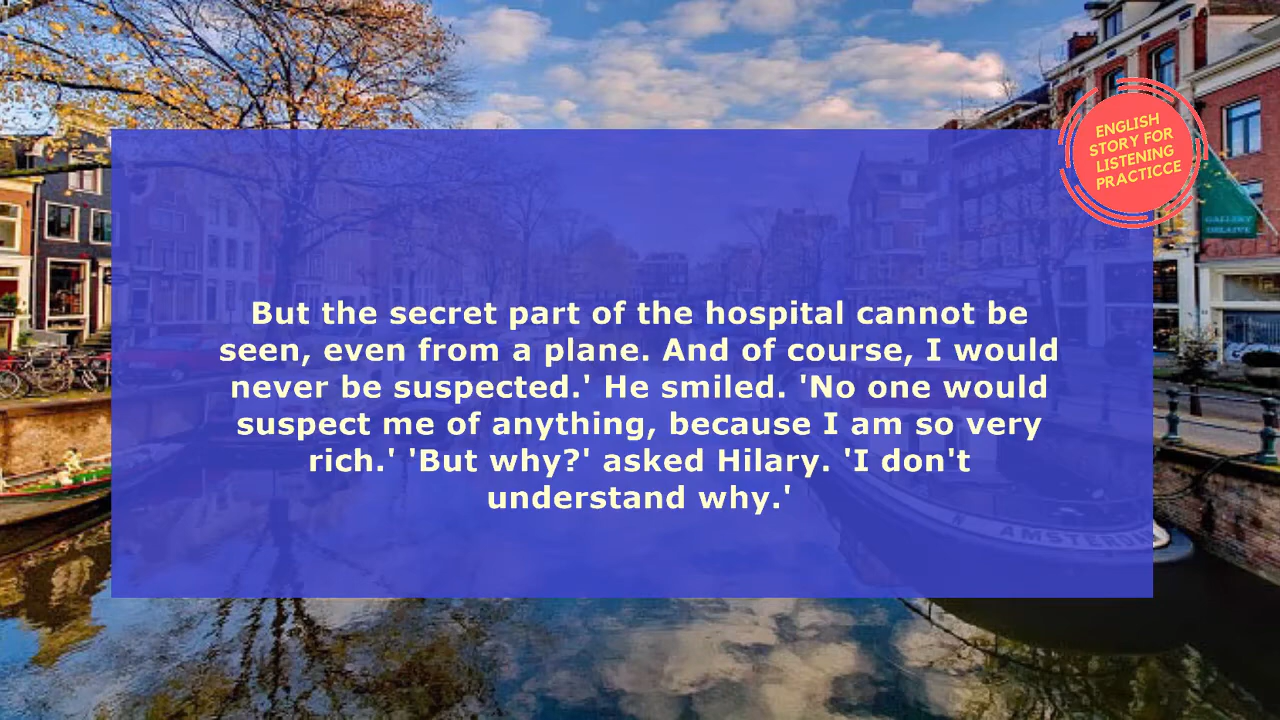 ENGLISH
STORY FOR
LISTENING
PRACTICCE
GALLERY
But the secret part of the hospital cannot be
seen, even from a plane. And of course, I would
never be suspected.' He smiled. 'No one would
suspect me of anything, because I am so very
rich.' 'But why?' asked Hilary. 'I don't
understand why.'